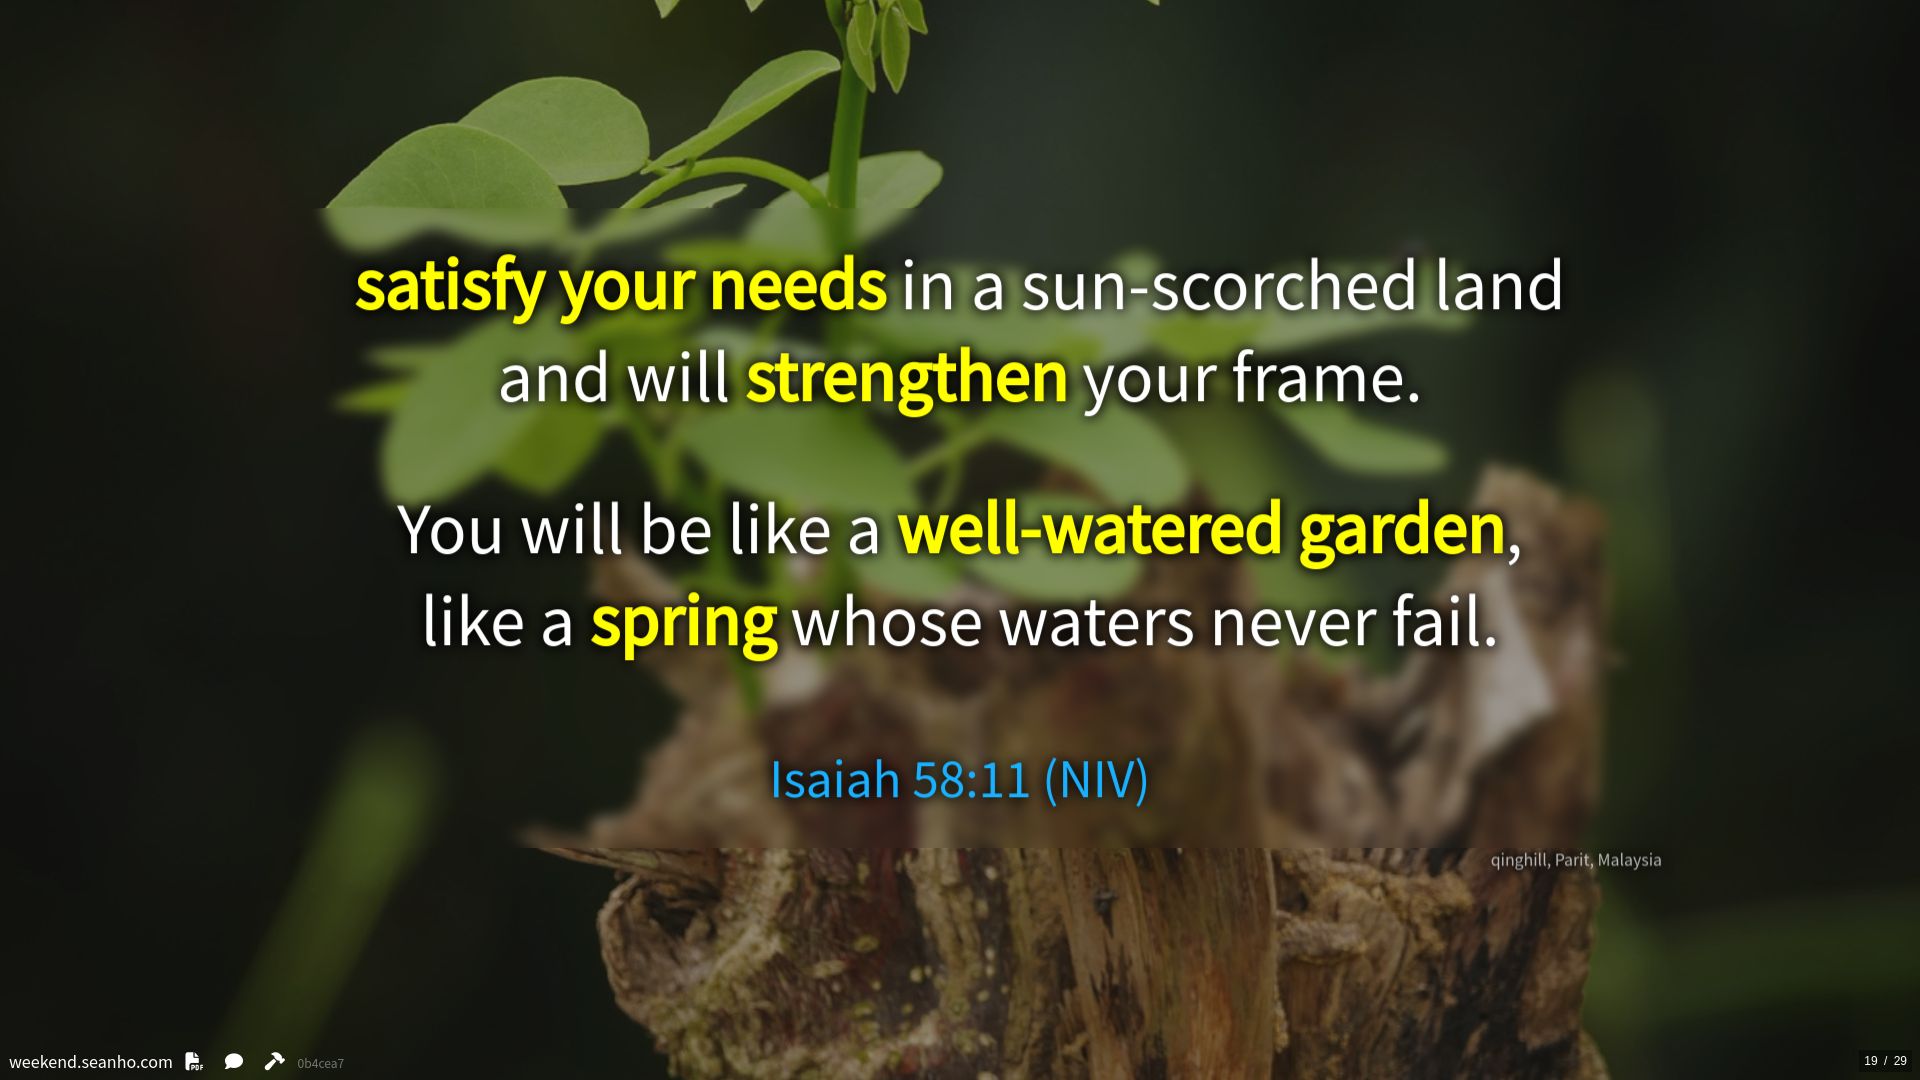 satisfy your needs in a sun-scorched land
and will strengthen your frame.
You will be like a well-watered garden,
like a spring whose waters never fail.
Isaiah 58:11 (NIV)
qinghill, Parit, Malaysia
weekend.seanho.com PDF 0b4cea7
19 / 29